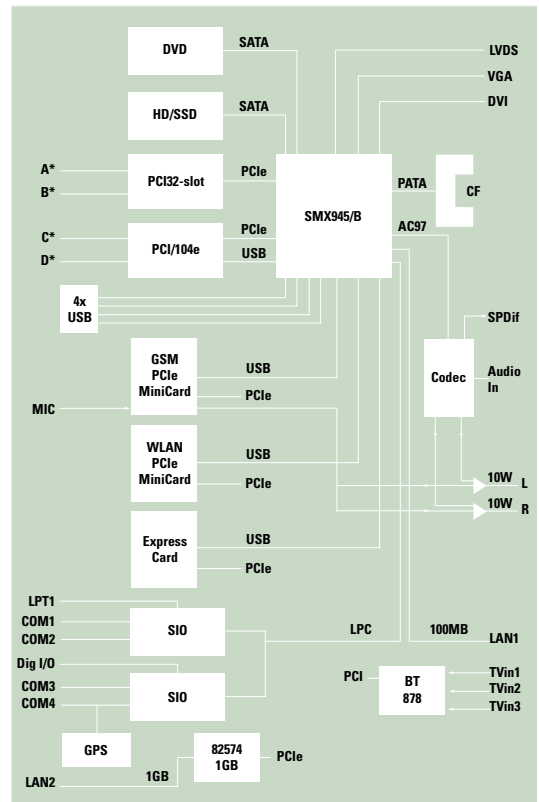 DVD
SATA
LVDS
VGA
DVI
HD/SSD
SATA
A*
B*
PCI32-slot
PCIe
SMX945/B
PATA
CF
C*
D*
PCI/104e
PCIe
USB
AC97
4x
USB
SPDif
GSM
PCIe
MiniCard
USB
PCIe
MIC
Codec
Audio
In
WLAN
PCIe
MiniCard
USB
PCIe
10W
L
10W
R
Express
Card
USB
PCIe
LPT1
COM1
COM2
SIO
LPC
100MB
LAN1
Dig I/O
COM3
COM4
SIO
PCI
BT
878
TVin1
TVin2
TVin3
GPS
82574
1GB
PCIe
1GB
LAN2